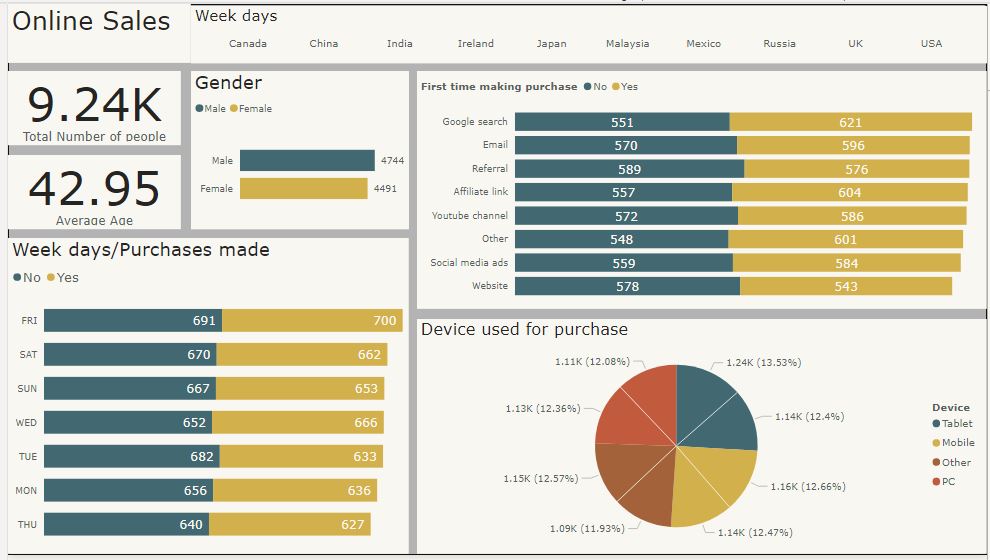 Online Sales
Week days
Canada China India Ireland Japan Malaysia Mexico Russia UK USA
9.24K
Total Number of people
42.95
Average Age
Gender
Male Female
Male 4744
Female 4491
First time making purchase No Yes
Google search 551 621
Email 570 596
Referral 589 576
Affiliate link 557 604
Youtube channel 572 586
Other 548 601
Social media ads 559 584
Website 578 543
Week days/Purchases made
No Yes
FRI 691 700
SAT 670 662
SUN 667 653
WED 652 666
TUE 682 633
MON 656 636
THU 640 627
Device used for purchase
1.11K (12.08%) 1.24K (13.53%)
1.13K (12.36%) 1.14K (12.4%)
1.15K (12.57%) 1.16K (12.66%)
1.09K (11.93%) 1.14K (12.47%)
Device
Tablet
Mobile
Other
PC